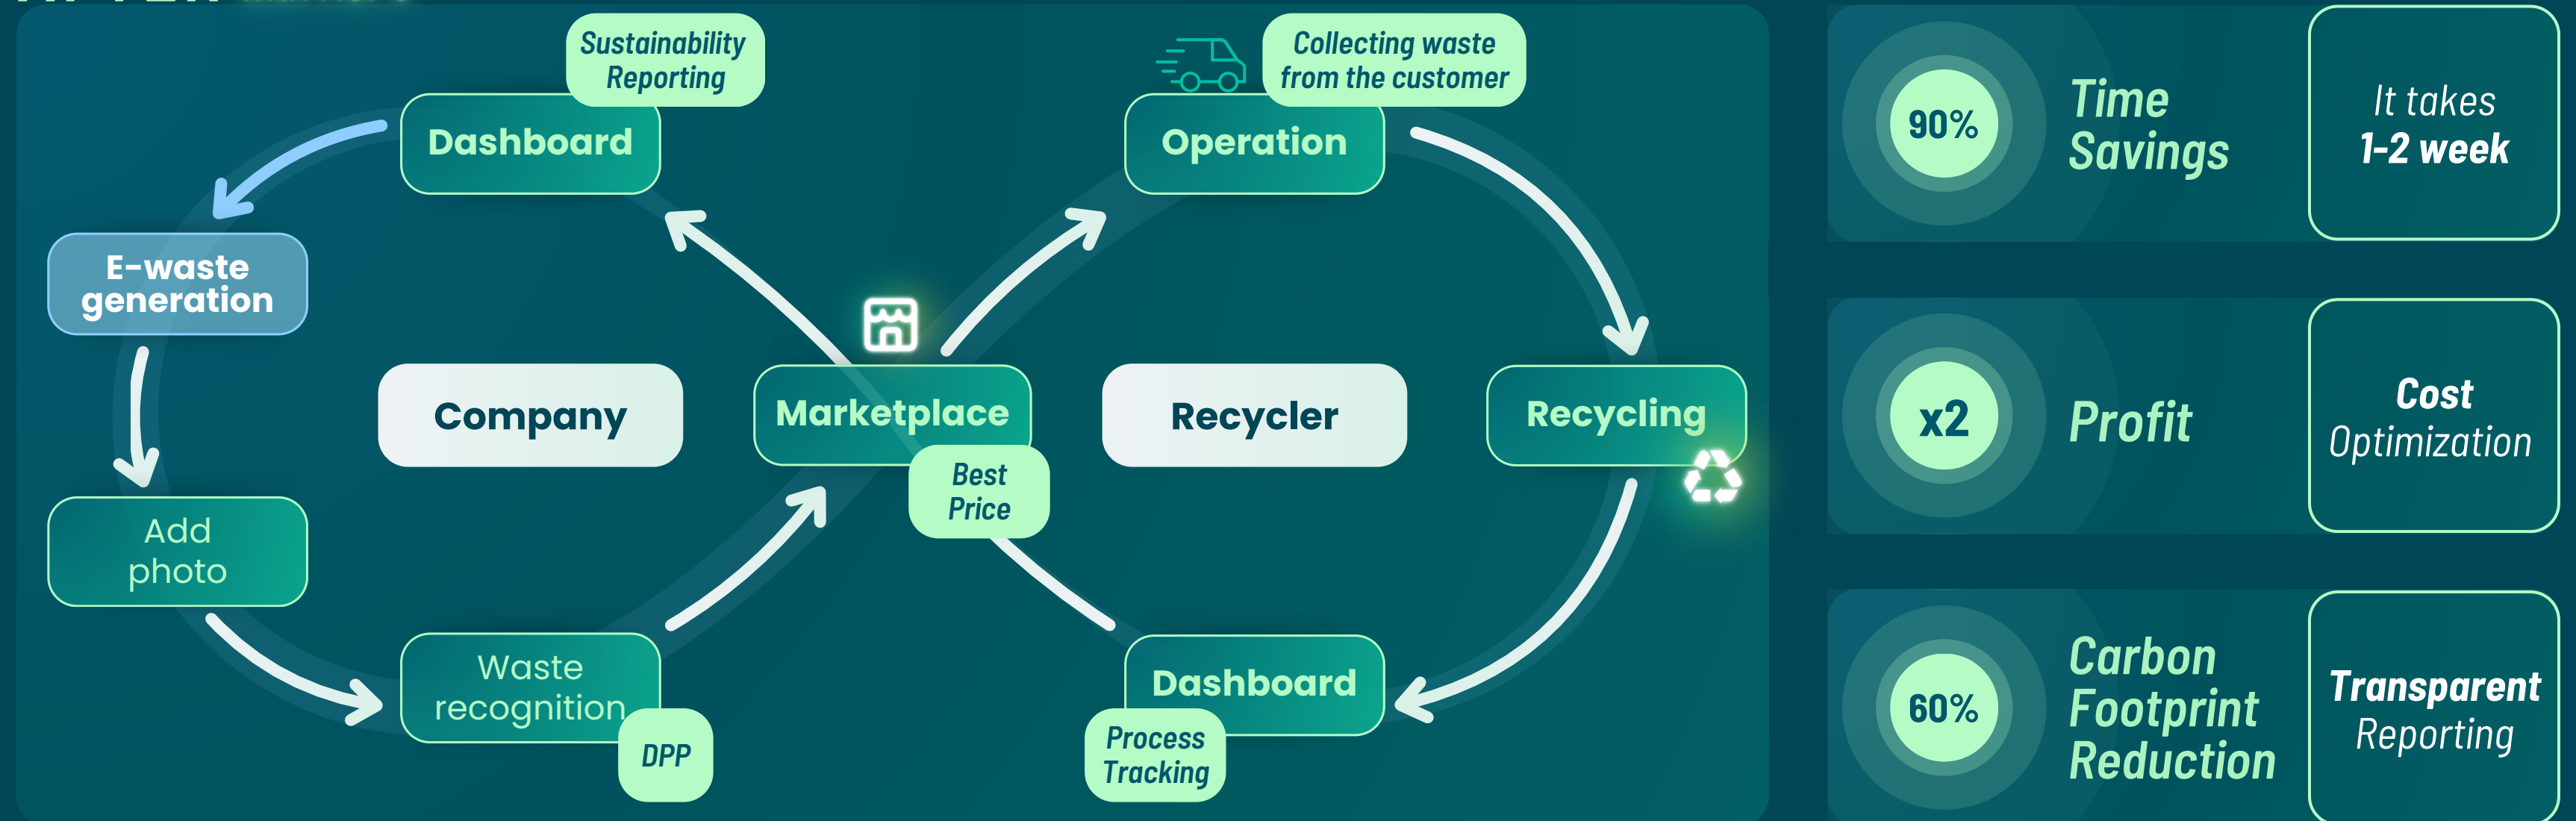 Sustainability
Reporting
Dashboard
Collecting waste
from the customer
Operation
E-waste
generation
Company
Marketplace
Best
Price
Recycler
Recycling
Add
photo
Waste
recognition
DPP
Dashboard
Process
Tracking
90%
Time
Savings
It takes
1-2 week
x2
Profit
Cost
Optimization
60%
Carbon
Footprint
Reduction
Transparent
Reporting